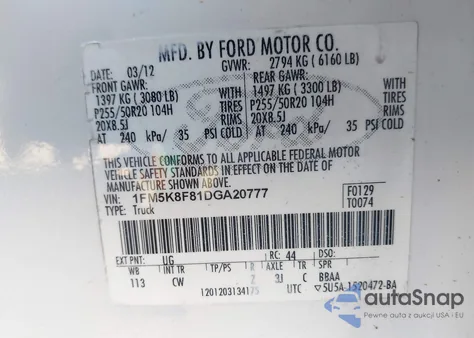 MFD. BY FORD MOTOR CO.
DATE: 03/12 GVWR: 2794 KG (6160 LB)
FRONT GAWR: REAR GAWR:
1397 KG (3080 LB) 1497 KG (3300 LB)
P255/50R20 104H TIRES P255/50R20 104H TIRES
20X8.5J RIMS 20X8.5J RIMS
AT 240 kPa/ 35 PSI COLD AT 240 kPa/ 35 PSI COLD
THIS VEHICLE CONFORMS TO ALL APPLICABLE FEDERAL MOTOR
VEHICLE SAFETY STANDARDS IN EFFECT ON THE DATE OF
MANUFACTURE SHOWN ABOVE.
VIN: 1FM5K8F81DGA20777 F0129
TYPE: Truck T0074
EXT PNT: UG RC: 44 DSO:
WB INT TR TP/PS R AXLE TR SPR BBAA
113 CW 2 3J C
1201203134175 UTC 5U5A-1520472-BA
Ford
autoSnap
Pewne auta z aukcji USA - EU